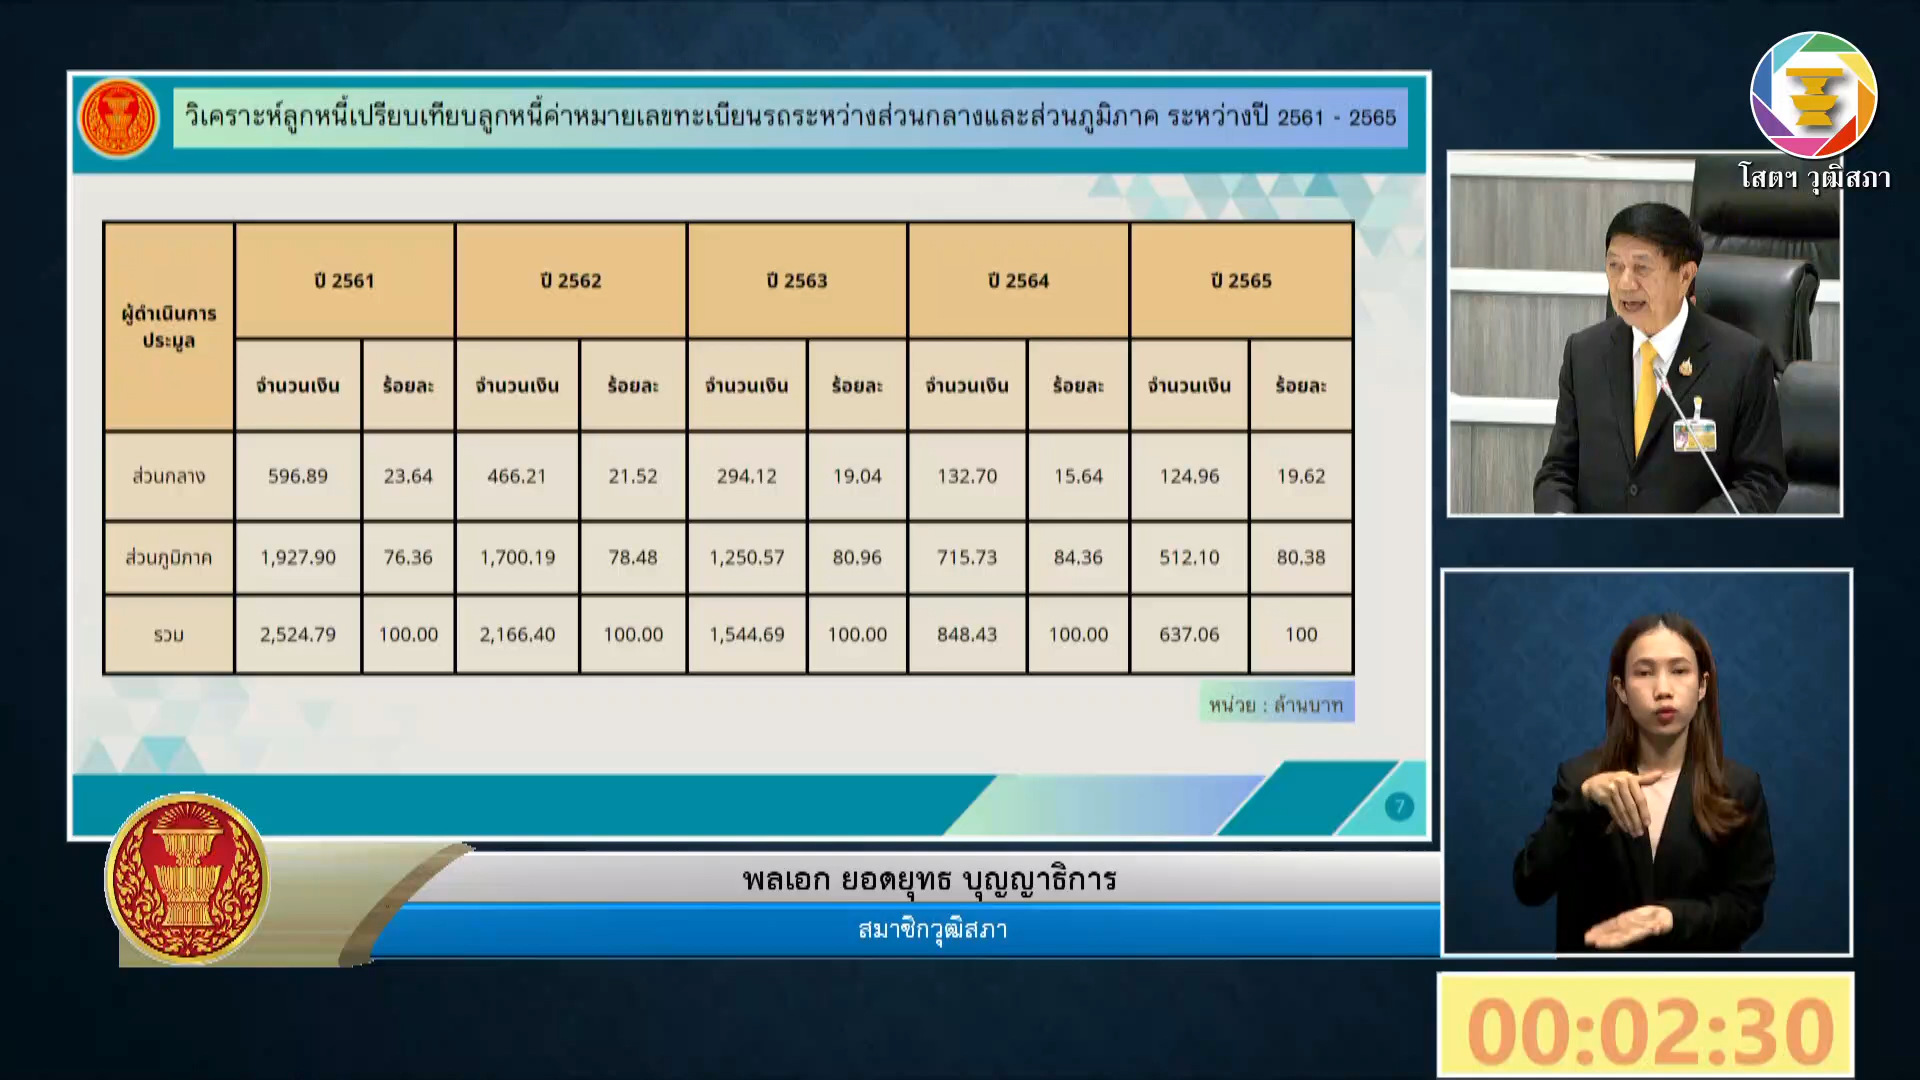 วิเคราะห์ลูกหนี้เปรียบเทียบลูกหนี้ค่าหมายเลขทะเบียนรถระหว่างส่วนกลางและส่วนภูมิภาค ระหว่างปี 2561 - 2565
โสตฯ วุฒิสภา
ผู้ดำเนินการ
ประมูล
ปี 2561 ปี 2562 ปี 2563 ปี 2564 ปี 2565
จำนวนเงิน ร้อยละ จำนวนเงิน ร้อยละ จำนวนเงิน ร้อยละ จำนวนเงิน ร้อยละ จำนวนเงิน ร้อยละ
ส่วนกลาง 596.89 23.64 466.21 21.52 294.12 19.04 132.70 15.64 124.96 19.62
ส่วนภูมิภาค 1,927.90 76.36 1,700.19 78.48 1,250.57 80.96 715.73 84.36 512.10 80.38
รวม 2,524.79 100.00 2,166.40 100.00 1,544.69 100.00 848.43 100.00 637.06 100
หน่วย : ล้านบาท
7
พลเอก ยอดยุทธ บุญญาธิการ
สมาชิกวุฒิสภา
00:02:30